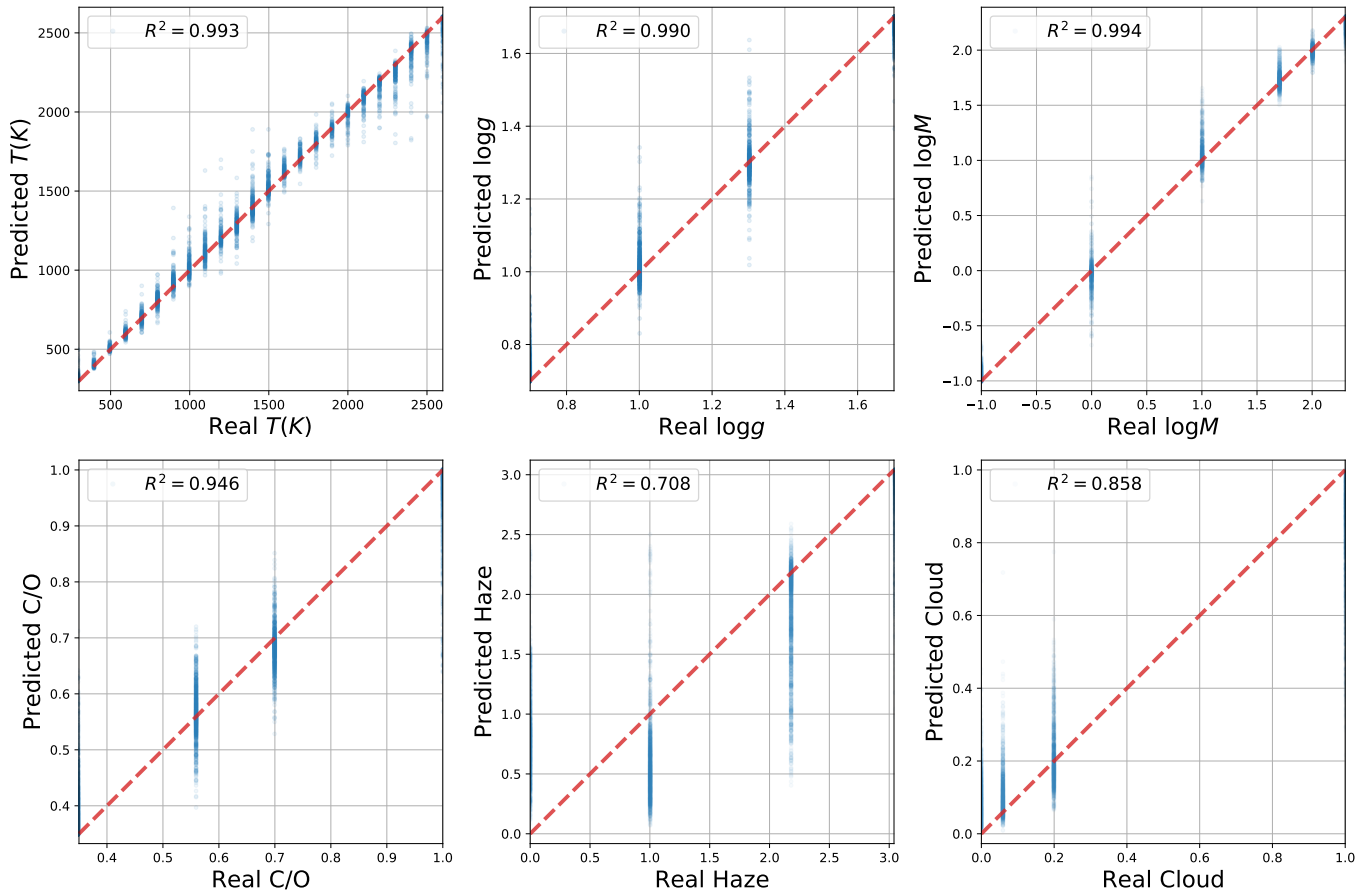 R² = 0.993
2500
2000
1500
1000
500
Predicted T(K)
500 1000 1500 2000 2500
Real T(K)
R² = 0.990
1.6
1.4
1.2
1.0
0.8
Predicted logg
0.8 1.0 1.2 1.4 1.6
Real logg
R² = 0.994
2.0
1.5
1.0
0.5
0.0
−0.5
−1.0
Predicted logM
−1.0 −0.5 0.0 0.5 1.0 1.5 2.0
Real logM
R² = 0.946
1.0
0.9
0.8
0.7
0.6
0.5
0.4
Predicted C/O
0.4 0.5 0.6 0.7 0.8 0.9 1.0
Real C/O
R² = 0.708
3.0
2.5
2.0
1.5
1.0
0.5
0.0
Predicted Haze
0.0 0.5 1.0 1.5 2.0 2.5 3.0
Real Haze
R² = 0.858
1.0
0.8
0.6
0.4
0.2
0.0
Predicted Cloud
0.0 0.2 0.4 0.6 0.8 1.0
Real Cloud